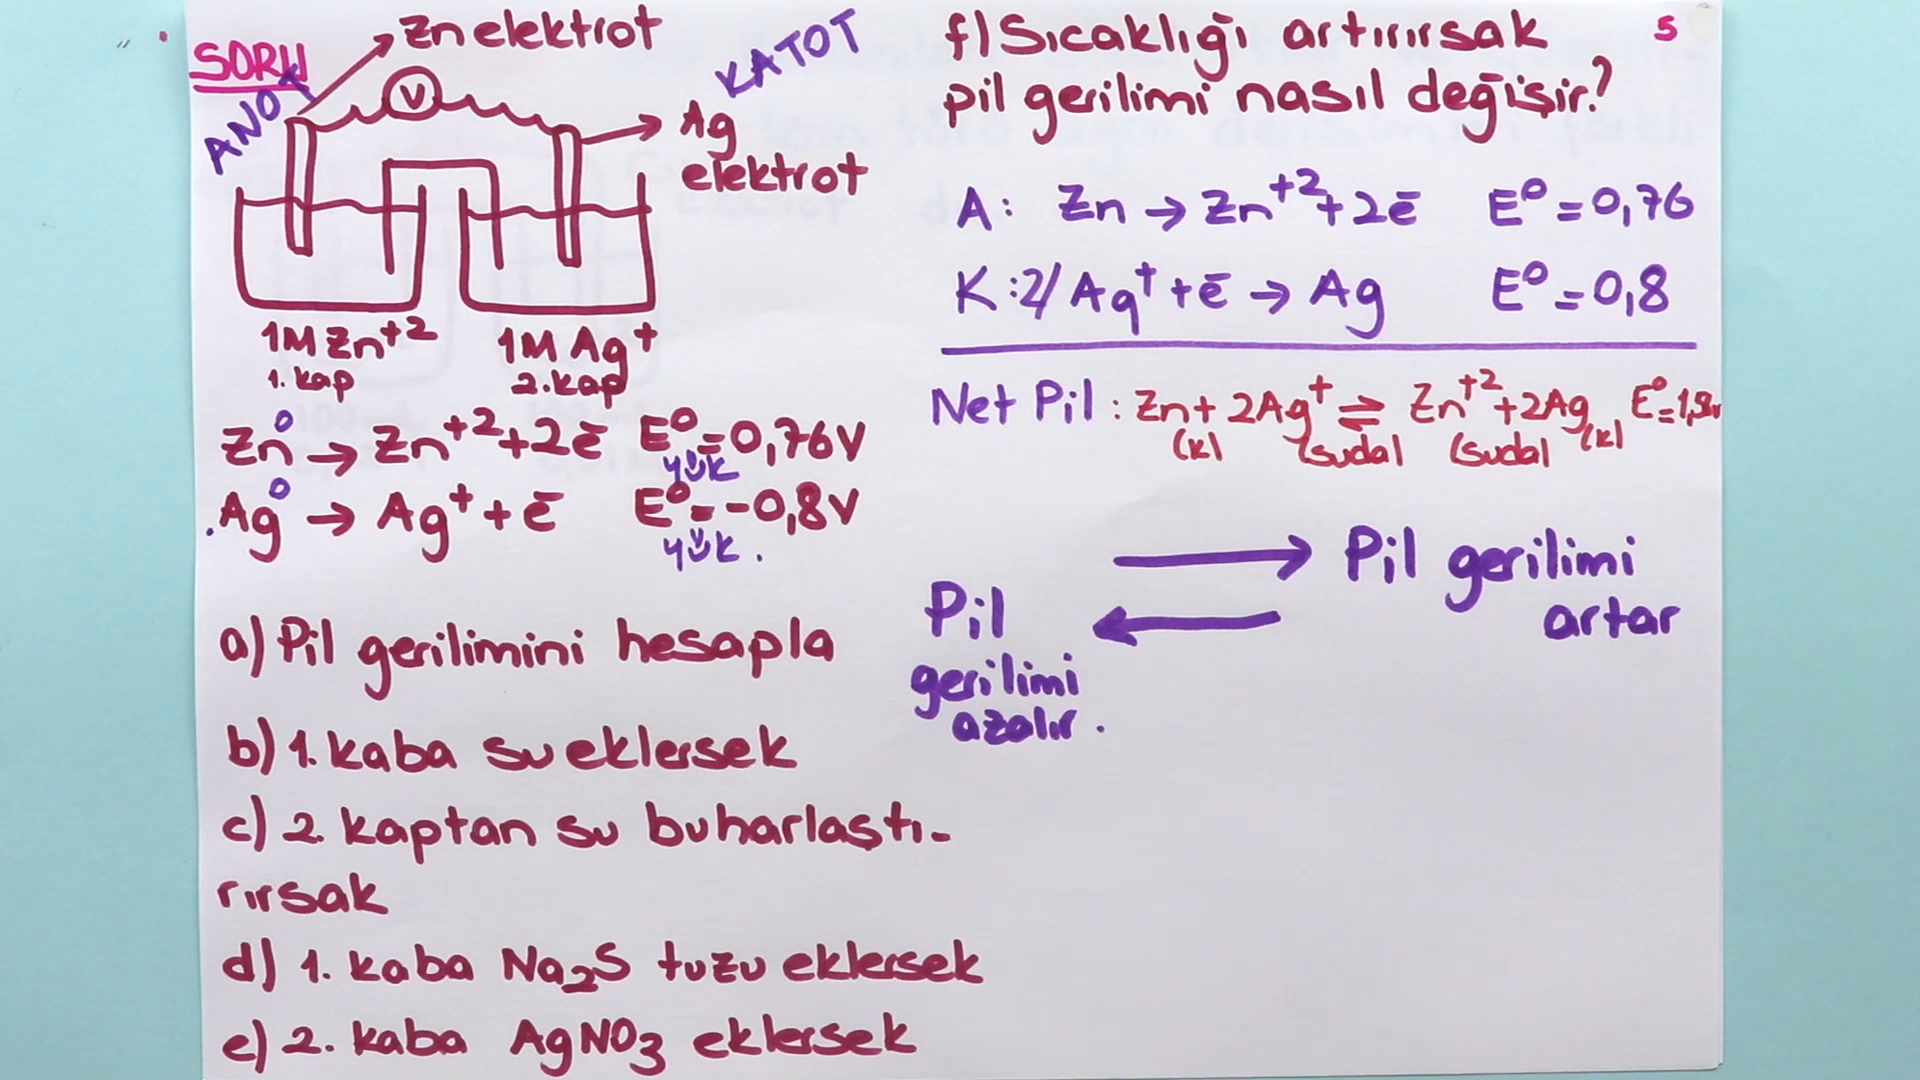 SORU
Zn elektrot
ANOT
V
KATOT
Ag
elektrot
1M Zn+2
1. kap
1M Ag+
2. kap
Zn0 → Zn+2 + 2ē E0 = 0,76V
yük
Ag0 → Ag+ + ē E0 = -0,8V
yük.
a) Pil gerilimini hesapla
b) 1. kaba su eklersek
c) 2. kaptan su buharlaştı-
rırsak
d) 1. kaba Na2S tuzu eklersek
e) 2. kaba AgNO3 eklersek
5
f) Sıcaklığı artırırsak
pil gerilimi nasıl değişir?
A: Zn → Zn+2 + 2ē E0 = 0,76
K: 2/ Ag+ + ē → Ag E0 = 0,8
Net Pil: Zn + 2Ag+ ⇌ Zn+2 + 2Ag
(k) (suda) (suda) (k)
→ Pil gerilimi
artar
Pil ←
gerilimi
azalır.